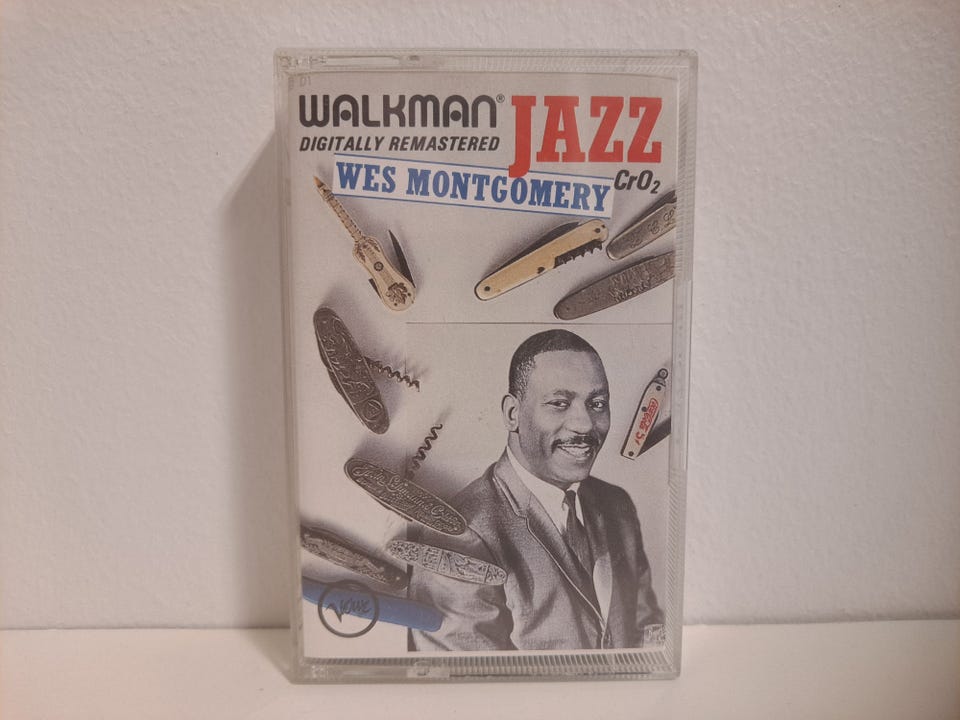 WALKMAN®
JAZZ
DIGITALLY REMASTERED
WES MONTGOMERY
CrO₂
Verve